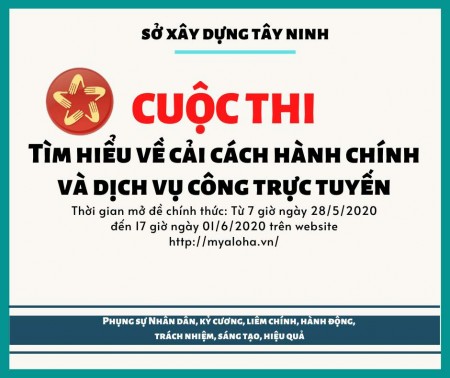 SỞ XÂY DỰNG TÂY NINH
CUỘC THI
TÌM HIỂU VỀ CẢI CÁCH HÀNH CHÍNH
VÀ DỊCH VỤ CÔNG TRỰC TUYẾN
Thời gian mở đề chính thức: Từ 7 giờ ngày 28/5/2020
đến 17 giờ ngày 01/6/2020 trên website
http://myaloha.vn/
PHỤNG SỰ NHÂN DÂN, KỶ CƯƠNG, LIÊM CHÍNH, HÀNH ĐỘNG,
TRÁCH NHIỆM, SÁNG TẠO, HIỆU QUẢ